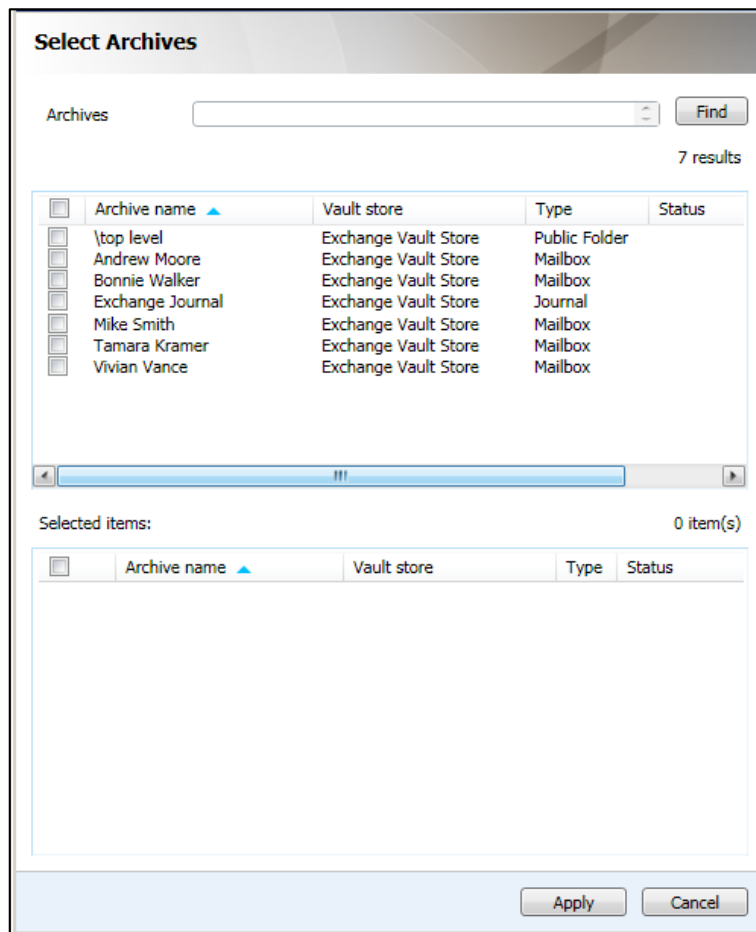 Select Archives
Archives Find
7 results
Archive name Vault store Type Status
\top level Exchange Vault Store Public Folder
Andrew Moore Exchange Vault Store Mailbox
Bonnie Walker Exchange Vault Store Mailbox
Exchange Journal Exchange Vault Store Journal
Mike Smith Exchange Vault Store Mailbox
Tamara Kramer Exchange Vault Store Mailbox
Vivian Vance Exchange Vault Store Mailbox
Selected items: 0 item(s)
Archive name Vault store Type Status
Apply Cancel